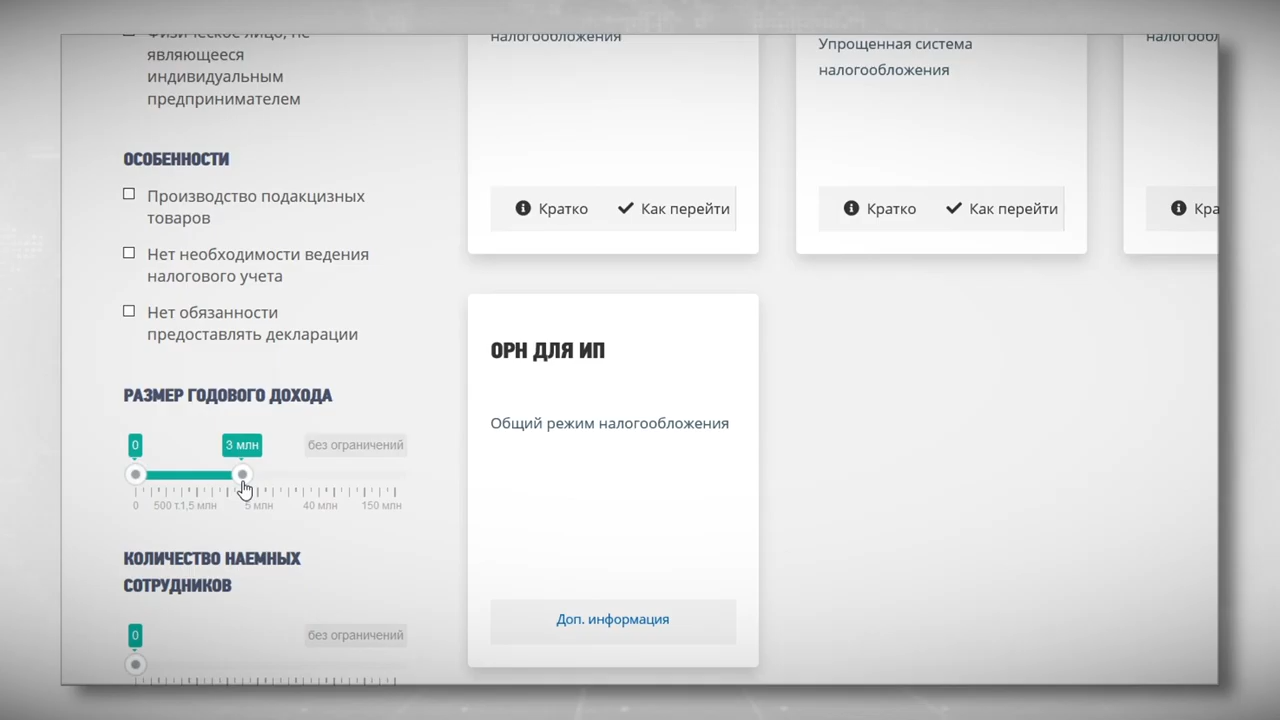 Физическое лицо, не
являющееся
индивидуальным
предпринимателем
ОСОБЕННОСТИ
Производство подакцизных
товаров
Нет необходимости ведения
налогового учета
Нет обязанности
предоставлять декларации
РАЗМЕР ГОДОВОГО ДОХОДА
0
3 млн
без ограничений
0
500 т.
1,5 млн
5 млн
40 млн
150 млн
КОЛИЧЕСТВО НАЕМНЫХ
СОТРУДНИКОВ
0
без ограничений
налогообложения
Кратко
Как перейти
Упрощенная система
налогообложения
Кратко
Как перейти
ОРН ДЛЯ ИП
Общий режим налогообложения
Доп. информация